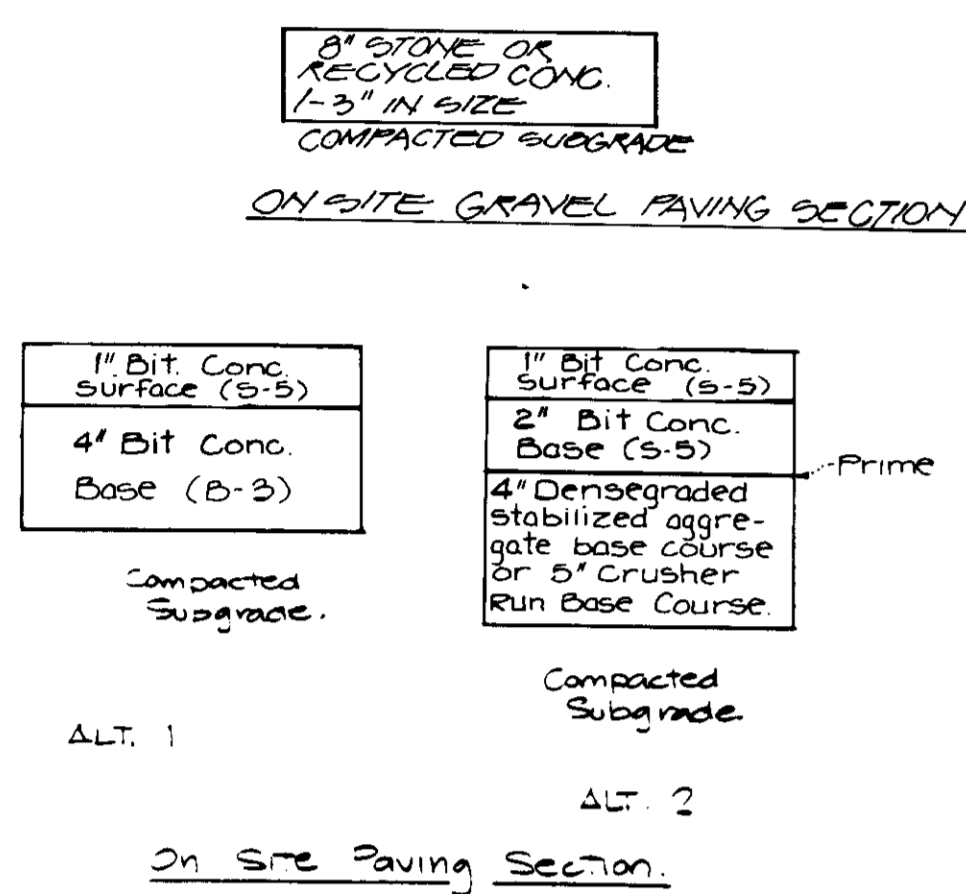 8" STONE OR
RECYCLED CONC.
1-3" IN SIZE
COMPACTED SUBGRADE
ON SITE GRAVEL PAVING SECTION
1" Bit. Conc.
Surface (S-5)
4" Bit Conc.
Base (B-3)
Compacted
Subgrade.
ALT. 1
1" Bit Conc.
Surface (S-5)
2" Bit Conc.
Base (S-5)
Prime
4" Densegraded
stabilized aggre-
gate base course
or 5" Crusher
Run Base Course.
Compacted
Subgrade.
ALT. 2
On Site Paving Section.